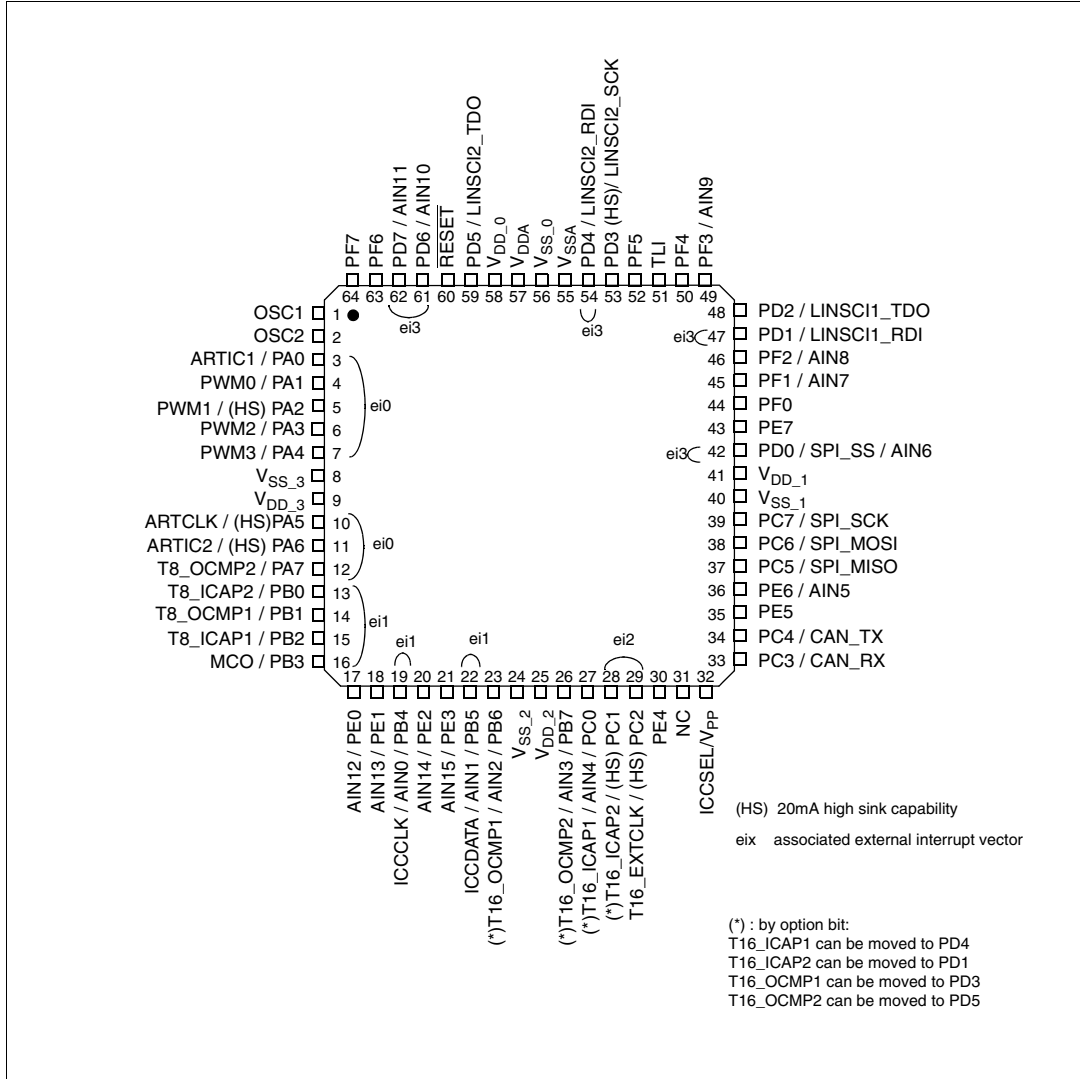 PF7
PF6
PD7 / AIN11
PD6 / AIN10
RESET
PD5 / LINSCI2_TDO
VDD_0
VDDA
VSS_0
VSSA
PD4 / LINSCI2_RDI
PD3 (HS)/ LINSCI2_SCK
PF5
TLI
PF4
PF3 / AIN9
64 63 62 61 60 59 58 57 56 55 54 53 52 51 50 49
ei3
ei3
OSC1 1
OSC2 2
ARTIC1 / PA0 3
PWM0 / PA1 4
PWM1 / (HS) PA2 5
PWM2 / PA3 6
PWM3 / PA4 7
ei0
VSS_3 8
VDD_3 9
ARTCLK / (HS)PA5 10
ARTIC2 / (HS) PA6 11
T8_OCMP2 / PA7 12
ei0
T8_ICAP2 / PB0 13
T8_OCMP1 / PB1 14
T8_ICAP1 / PB2 15
MCO / PB3 16
ei1
48 PD2 / LINSCI1_TDO
ei3 47 PD1 / LINSCI1_RDI
46 PF2 / AIN8
45 PF1 / AIN7
44 PF0
43 PE7
ei3 42 PD0 / SPI_SS / AIN6
41 VDD_1
40 VSS_1
39 PC7 / SPI_SCK
38 PC6 / SPI_MOSI
37 PC5 / SPI_MISO
36 PE6 / AIN5
35 PE5
34 PC4 / CAN_TX
33 PC3 / CAN_RX
ei1
ei1
ei2
17 18 19 20 21 22 23 24 25 26 27 28 29 30 31 32
AIN12 / PE0
AIN13 / PE1
ICCCLK / AIN0 / PB4
AIN14 / PE2
AIN15 / PE3
ICCDATA / AIN1 / PB5
(*)T16_OCMP1 / AIN2 / PB6
VSS_2
VDD_2
(*)T16_OCMP2 / AIN3 / PB7
(*)T16_ICAP1 / AIN4 / PC0
(*)T16_ICAP2 / (HS) PC1
T16_EXTCLK / (HS) PC2
PE4
NC
ICCSEL/VPP
(HS) 20mA high sink capability
eix associated external interrupt vector
(*) : by option bit:
T16_ICAP1 can be moved to PD4
T16_ICAP2 can be moved to PD1
T16_OCMP1 can be moved to PD3
T16_OCMP2 can be moved to PD5